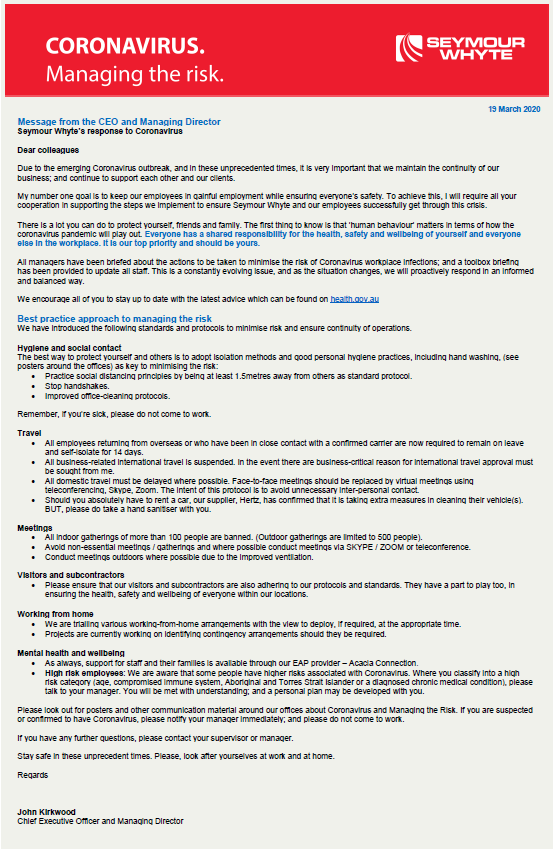 CORONAVIRUS.
Managing the risk.
SEYMOUR
WHYTE
19 March 2020
Message from the CEO and Managing Director
Seymour Whyte's response to Coronavirus
Dear colleagues
Due to the emerging Coronavirus outbreak, and in these unprecedented times, it is very important that we maintain the continuity of our
business; and continue to support each other and our clients.
My number one goal is to keep our employees in gainful employment while ensuring everyone's safety. To achieve this, I will require all your
cooperation in supporting the steps we implement to ensure Seymour Whyte and our employees successfully get through this crisis.
There is a lot you can do to protect yourself, friends and family. The first thing to know is that 'human behaviour' matters in terms of how the
coronavirus pandemic will play out. Everyone has a shared responsibility for the health, safety and wellbeing of yourself and everyone
else in the workplace. It is our top priority and should be yours.
All managers have been briefed about the actions to be taken to minimise the risk of Coronavirus workplace infections; and a toolbox briefing
has been provided to update all staff. This is a constantly evolving issue, and as the situation changes, we will proactively respond in an informed
and balanced way.
We encourage all of you to stay up to date with the latest advice which can be found on health.gov.au
Best practice approach to managing the risk
We have introduced the following standards and protocols to minimise risk and ensure continuity of operations.
Hygiene and social contact
The best way to protect yourself and others is to adopt isolation methods and good personal hygiene practices, including hand washing, (see
posters around the offices) as key to minimising the risk:
• Practice social distancing principles by being at least 1.5metres away from others as standard protocol.
• Stop handshakes.
• Improved office-cleaning protocols.
Remember, if you're sick, please do not come to work.
Travel
• All employees returning from overseas or who have been in close contact with a confirmed carrier are now required to remain on leave
and self-isolate for 14 days.
• All business-related international travel is suspended. In the event there are business-critical reason for international travel approval must
be sought from me.
• All domestic travel must be delayed where possible. Face-to-face meetings should be replaced by virtual meetings using
teleconferencing, Skype, Zoom. The intent of this protocol is to avoid unnecessary inter-personal contact.
• Should you absolutely have to rent a car, our supplier, Hertz, has confirmed that it is taking extra measures in cleaning their vehicle(s).
BUT, please do take a hand sanitiser with you.
Meetings
• All indoor gatherings of more than 100 people are banned. (Outdoor gatherings are limited to 500 people).
• Avoid non-essential meetings / gatherings and where possible conduct meetings via SKYPE / ZOOM or teleconference.
• Conduct meetings outdoors where possible due to the improved ventilation.
Visitors and subcontractors
• Please ensure that our visitors and subcontractors are also adhering to our protocols and standards. They have a part to play too, in
ensuring the health, safety and wellbeing of everyone within our locations.
Working from home
• We are trialling various working-from-home arrangements with the view to deploy, if required, at the appropriate time.
• Projects are currently working on identifying contingency arrangements should they be required.
Mental health and wellbeing
• As always, support for staff and their families is available through our EAP provider – Acacia Connection.
• High risk employees: We are aware that some people have higher risks associated with Coronavirus. Where you classify into a high
risk category (age, compromised immune system, Aboriginal and Torres Strait Islander or a diagnosed chronic medical condition), please
talk to your manager. You will be met with understanding; and a personal plan may be developed with you.
Please look out for posters and other communication material around our offices about Coronavirus and Managing the Risk. If you are suspected
or confirmed to have Coronavirus, please notify your manager immediately; and please do not come to work.
If you have any further questions, please contact your supervisor or manager.
Stay safe in these unprecedented times. Please, look after yourselves at work and at home.
Regards
John Kirkwood
Chief Executive Officer and Managing Director